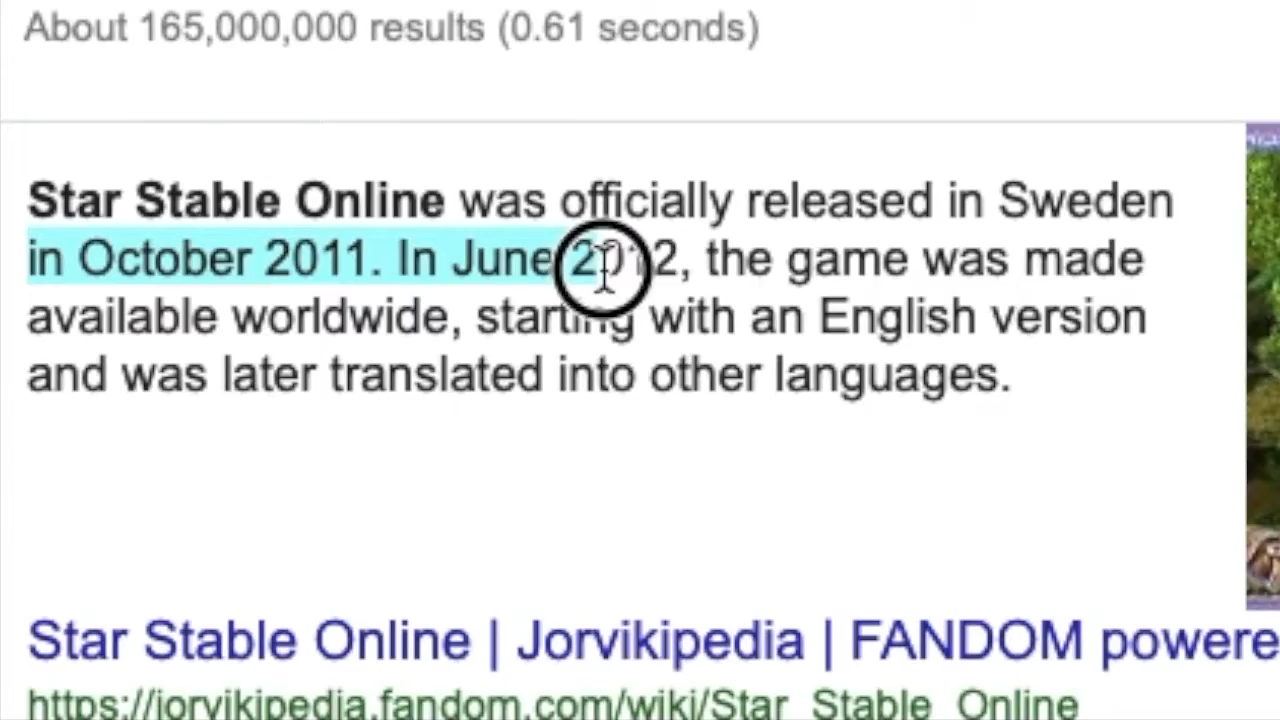 About 165,000,000 results (0.61 seconds)
Star Stable Online was officially released in Sweden
in October 2011. In June 2012, the game was made
available worldwide, starting with an English version
and was later translated into other languages.
Star Stable Online | Jorvikipedia | FANDOM powere
https://jorvikipedia.fandom.com/wiki/Star_Stable_Online